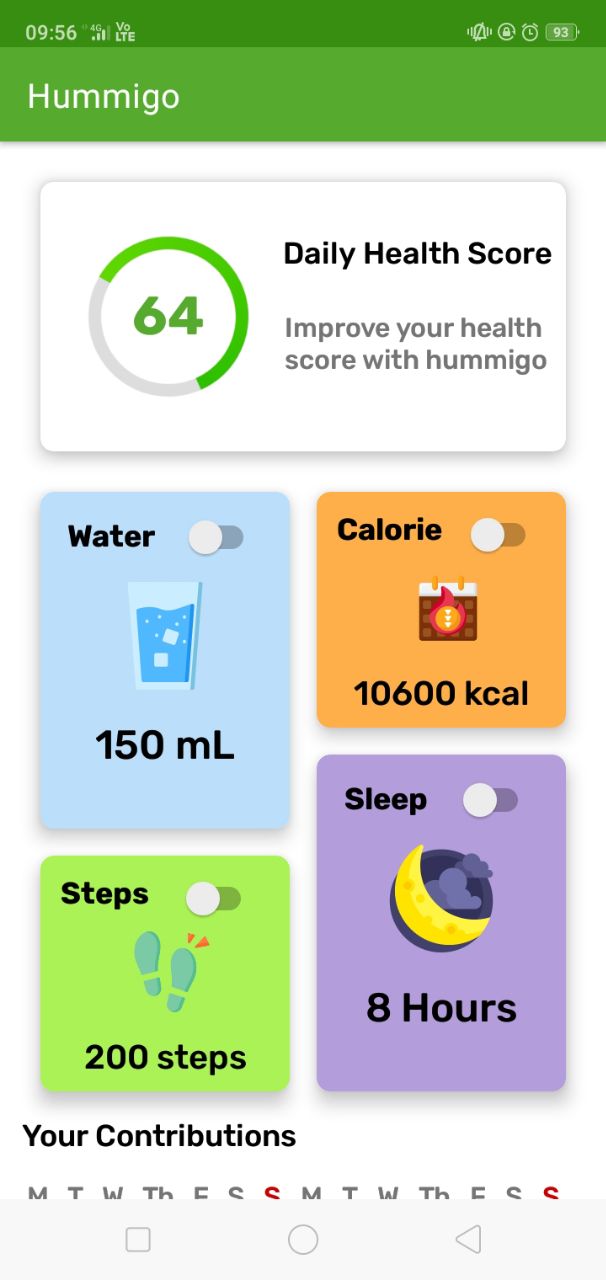 09:56 4G Vo LTE 93
Hummigo
64
Daily Health Score
Improve your health
score with hummigo
Water
150 mL
Calorie
10600 kcal
Steps
200 steps
Sleep
8 Hours
Your Contributions
M T W Th F S S M T W Th F S S